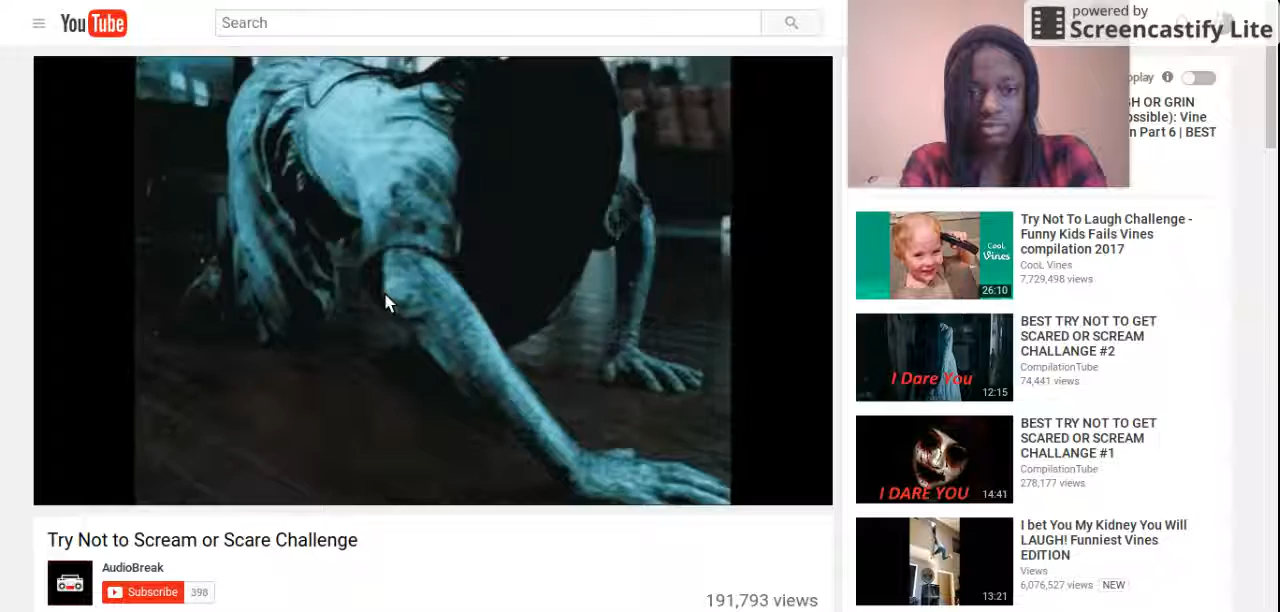 YouTube
Search
powered by
Screencastify Lite
play
H OR GRIN
ossible): Vine
n Part 6 | BEST
Try Not To Laugh Challenge -
Funny Kids Fails Vines
compilation 2017
CooL Vines
7,729,498 views
CooL
Vines
26:10
BEST TRY NOT TO GET
SCARED OR SCREAM
CHALLANGE #2
CompilationTube
74,441 views
I Dare You
12:15
BEST TRY NOT TO GET
SCARED OR SCREAM
CHALLANGE #1
CompilationTube
278,177 views
I DARE YOU
14:41
I bet You My Kidney You Will
LAUGH! Funniest Vines
EDITION
Views
6,076,527 views NEW
13:21
Try Not to Scream or Scare Challenge
AudioBreak
Subscribe 398
191,793 views